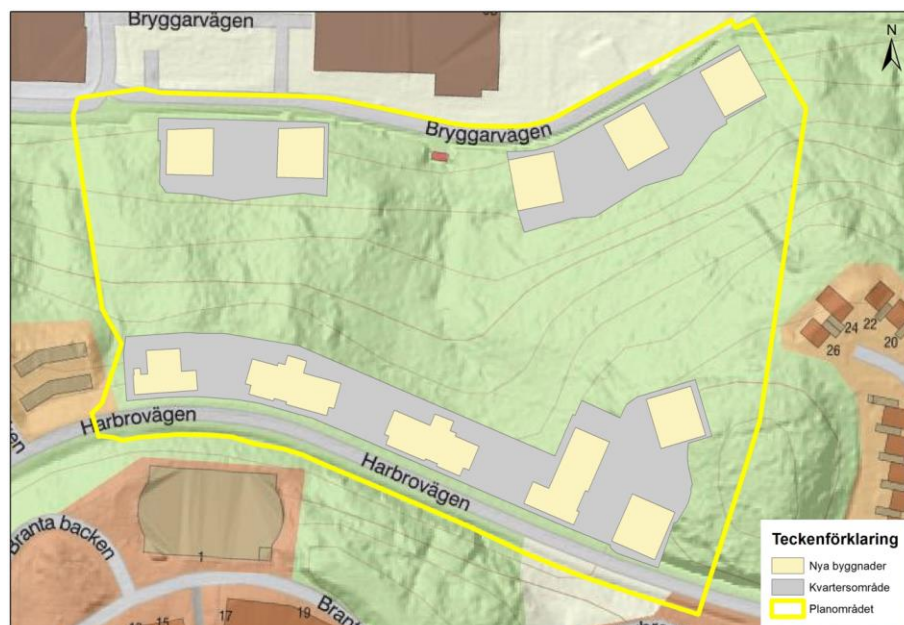 Bryggarvägen
N
Bryggarvägen
24
22
26
20
Harbrovägen
Harbrovägen
Branta backen
1
15
17
19
Teckenförklaring
Nya byggnader
Kvartersområde
Planområdet